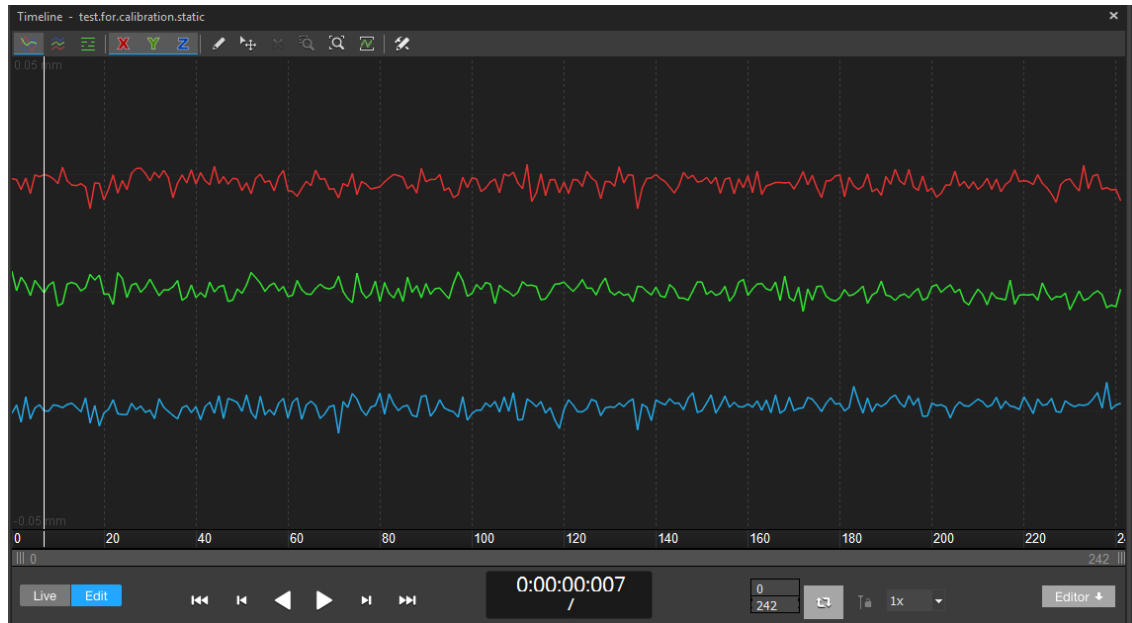 Timeline - test.for.calibration.static
X Y Z
0.05 mm
-0.05 mm
0 20 40 60 80 100 120 140 160 180 200 220 2
0 242
Live Edit
0:00:00:007
/
0
242
1x
Editor